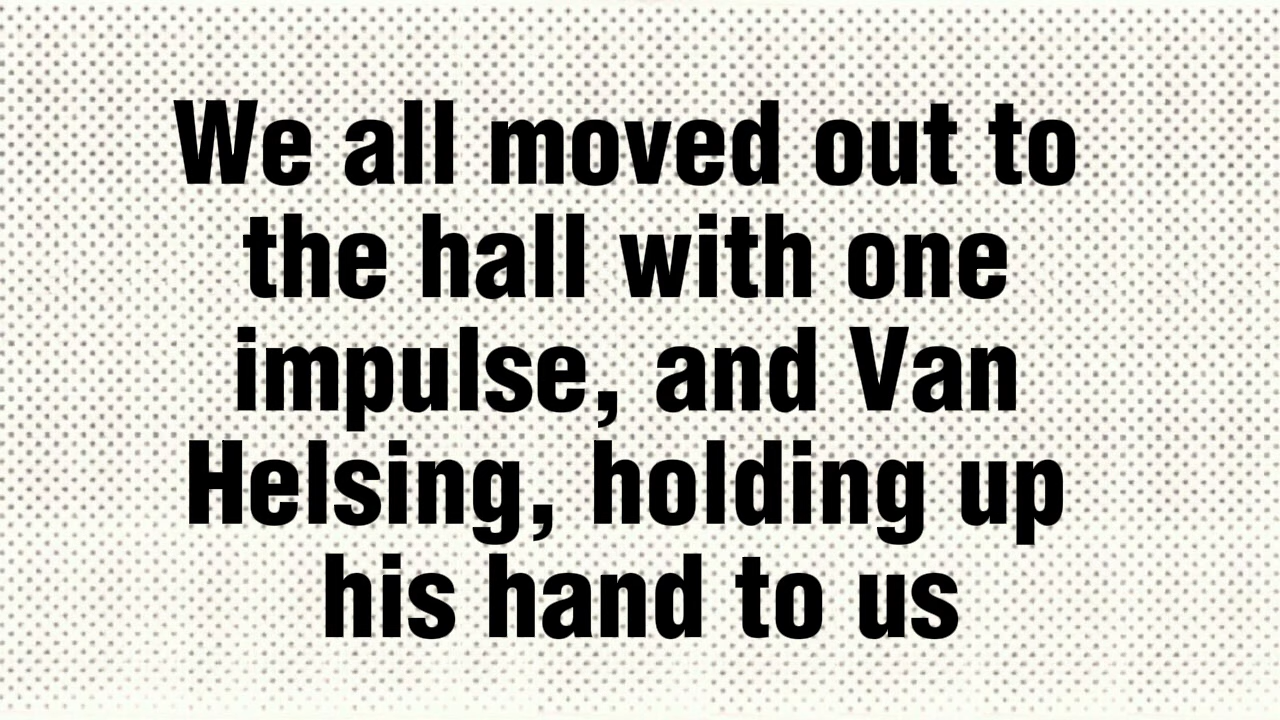 We all moved out to
the hall with one
impulse, and Van
Helsing, holding up
his hand to us